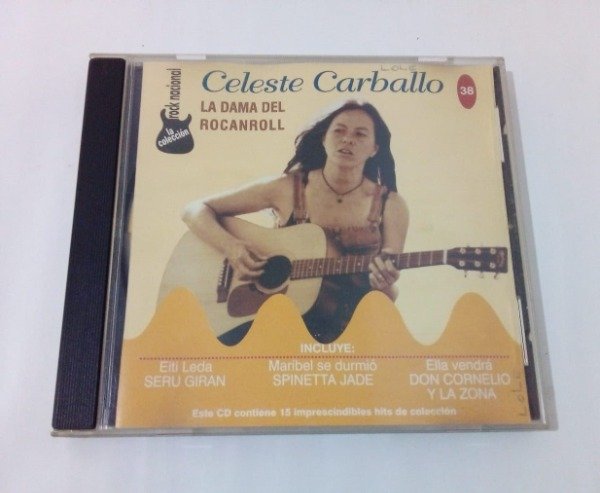 rock nacional
la
colección
Celeste Carballo
38
LA DAMA DEL
ROCANROLL
INCLUYE:
Eiti Leda
SERU GIRAN
Maribel se durmió
SPINETTA JADE
Ella vendrá
DON CORNELIO
Y LA ZONA
Este CD contiene 15 imprescindibles hits de colección